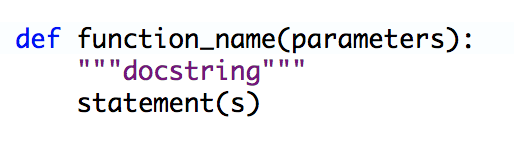 def function_name(parameters):
    """docstring"""
    statement(s)